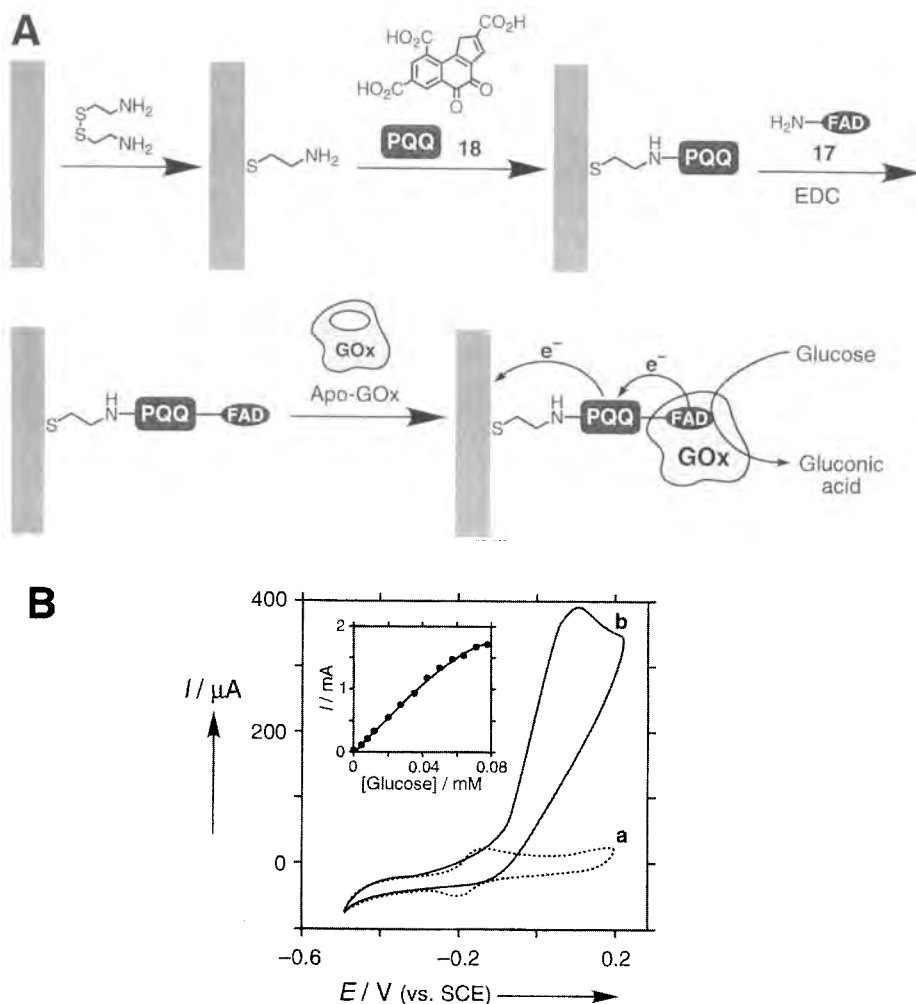 A
S
S
NH₂
NH₂
S
NH₂
HO₂C
HO₂C
CO₂H
O
O
PQQ 18
S
H
N
PQQ
H₂N
FAD
17
EDC
S
H
N
PQQ
FAD
GOx
Apo-GOx
e⁻
e⁻
S
H
N
PQQ
FAD
GOx
Glucose
Gluconic
acid
B
I / μA
400
200
0
−0.6
−0.2
0.2
E / V (vs. SCE)
a
b
I / mA
2
1
0
0
0.04
0.08
[Glucose] / mM